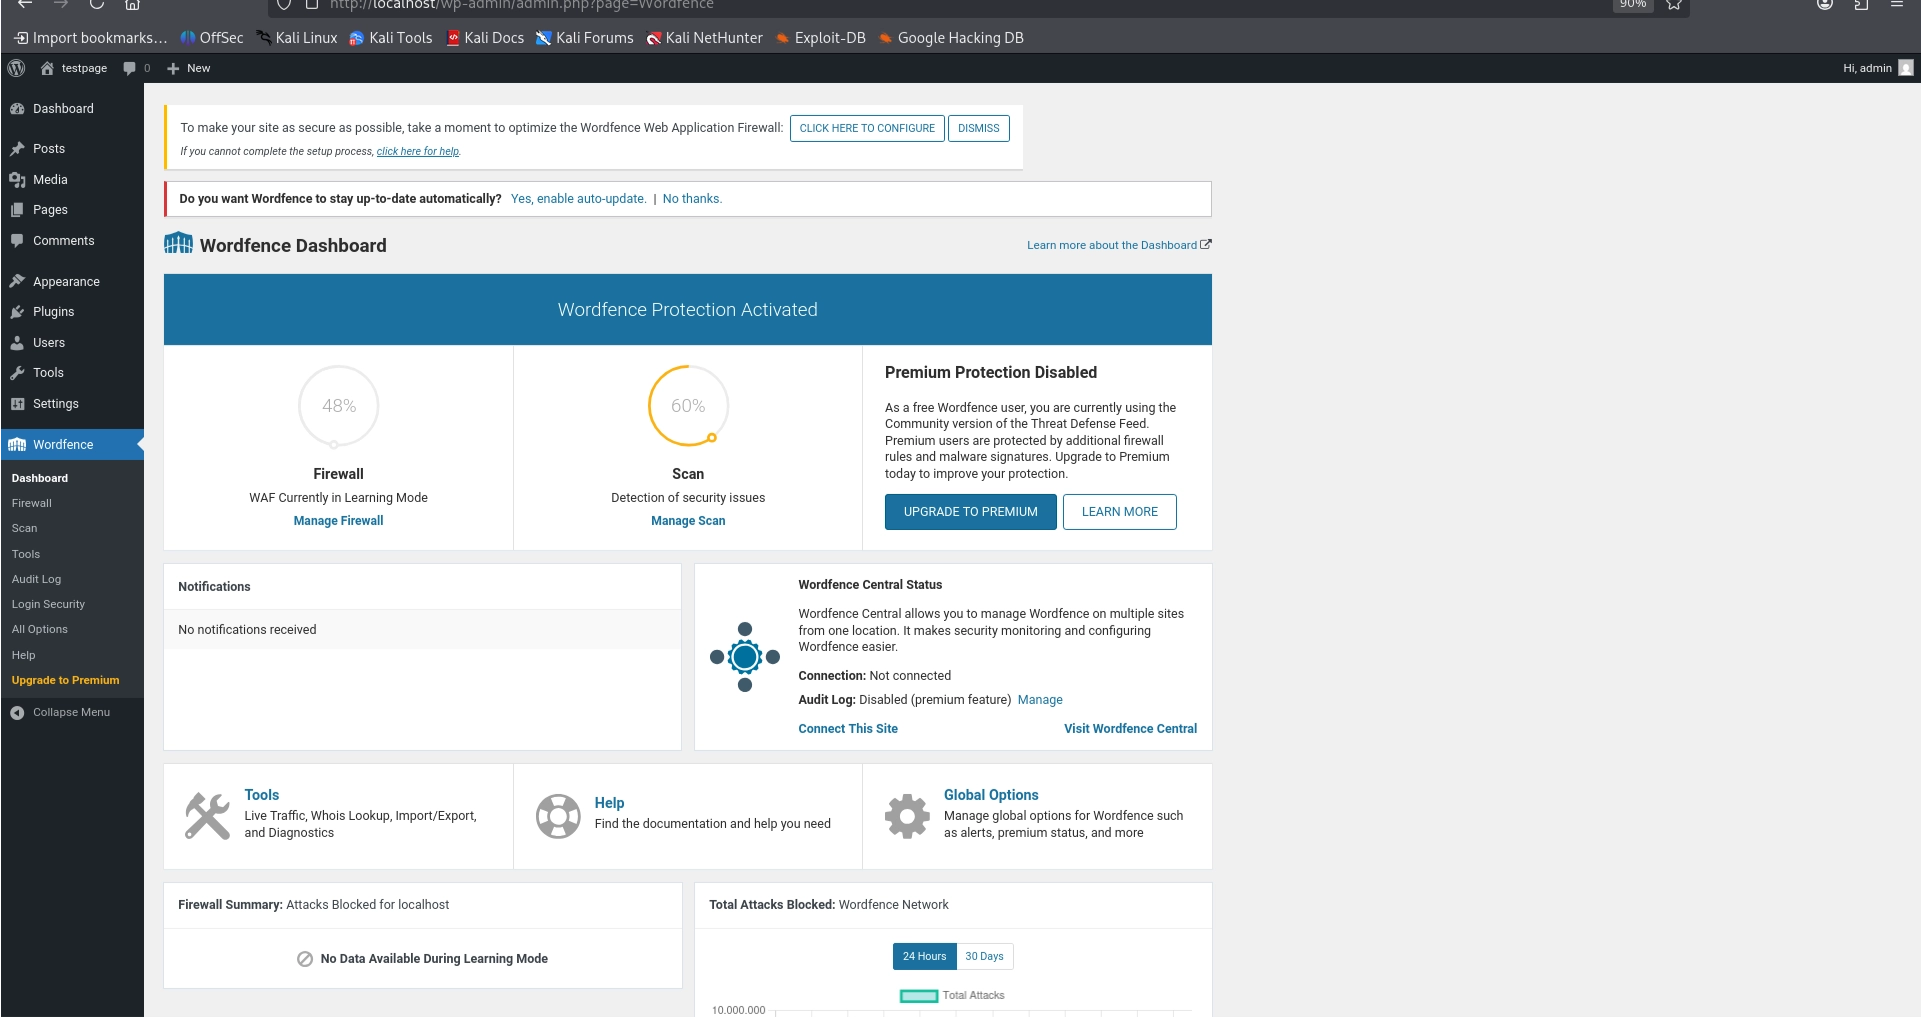 http://localhost/wp-admin/admin.php?page=Wordfence
90%
Import bookmarks...
OffSec
Kali Linux
Kali Tools
Kali Docs
Kali Forums
Kali NetHunter
Exploit-DB
Google Hacking DB
testpage
0
New
Hi, admin
Dashboard
Posts
Media
Pages
Comments
Appearance
Plugins
Users
Tools
Settings
Wordfence
Dashboard
Firewall
Scan
Tools
Audit Log
Login Security
All Options
Help
Upgrade to Premium
Collapse Menu
To make your site as secure as possible, take a moment to optimize the Wordfence Web Application Firewall:
CLICK HERE TO CONFIGURE
DISMISS
If you cannot complete the setup process, click here for help.
Do you want Wordfence to stay up-to-date automatically? Yes, enable auto-update. | No thanks.
Wordfence Dashboard
Learn more about the Dashboard
Wordfence Protection Activated
48%
Firewall
WAF Currently in Learning Mode
Manage Firewall
60%
Scan
Detection of security issues
Manage Scan
Premium Protection Disabled
As a free Wordfence user, you are currently using the
Community version of the Threat Defense Feed.
Premium users are protected by additional firewall
rules and malware signatures. Upgrade to Premium
today to improve your protection.
UPGRADE TO PREMIUM
LEARN MORE
Notifications
No notifications received
Wordfence Central Status
Wordfence Central allows you to manage Wordfence on multiple sites
from one location. It makes security monitoring and configuring
Wordfence easier.
Connection: Not connected
Audit Log: Disabled (premium feature) Manage
Connect This Site
Visit Wordfence Central
Tools
Live Traffic, Whois Lookup, Import/Export,
and Diagnostics
Help
Find the documentation and help you need
Global Options
Manage global options for Wordfence such
as alerts, premium status, and more
Firewall Summary: Attacks Blocked for localhost
No Data Available During Learning Mode
Total Attacks Blocked: Wordfence Network
24 Hours
30 Days
Total Attacks
10.000.000